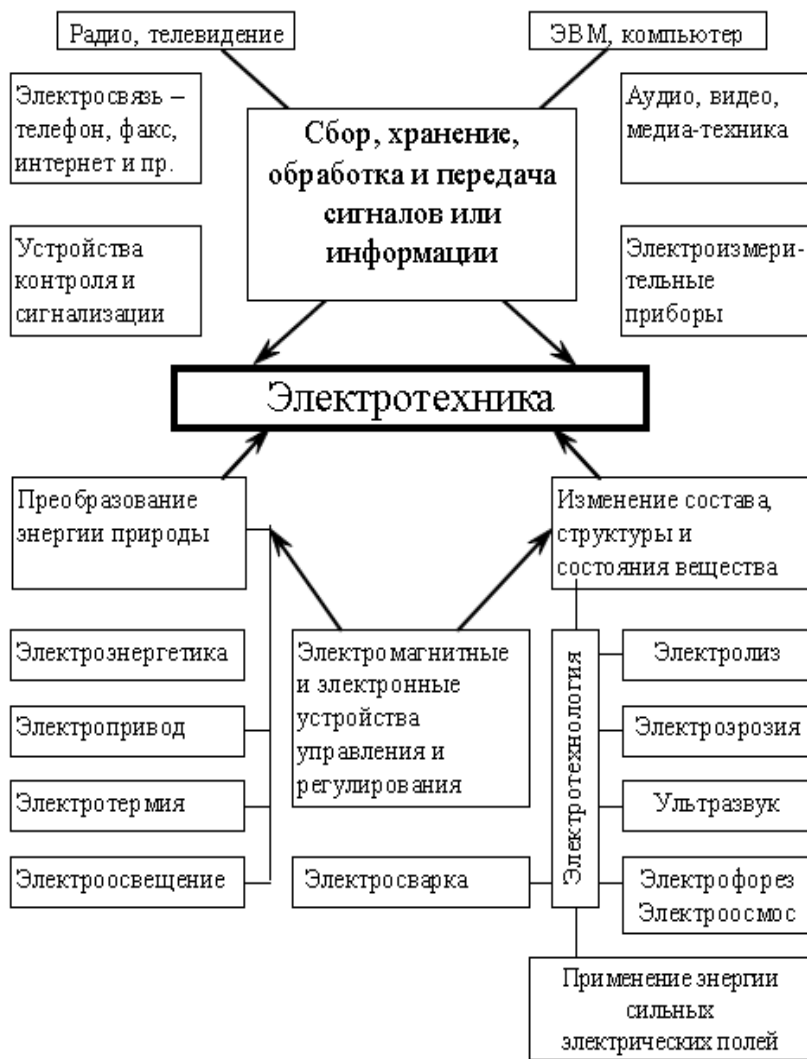 Радио, телевидение
ЭВМ, компьютер
Электросвязь –
телефон, факс,
интернет и пр.
Сбор, хранение,
обработка и передача
сигналов или
информации
Аудио, видео,
медиа-техника
Устройства
контроля и
сигнализации
Электроизмери-
тельные
приборы
Электротехника
Преобразование
энергии природы
Изменение состава,
структуры и
состояния вещества
Электроэнергетика
Электропривод
Электротермия
Электроосвещение
Электромагнитные
и электронные
устройства
управления и
регулирования
Электросварка
Электротехнология
Электролиз
Электроэрозия
Ультразвук
Электрофорез
Электроосмос
Применение энергии
сильных
электрических полей